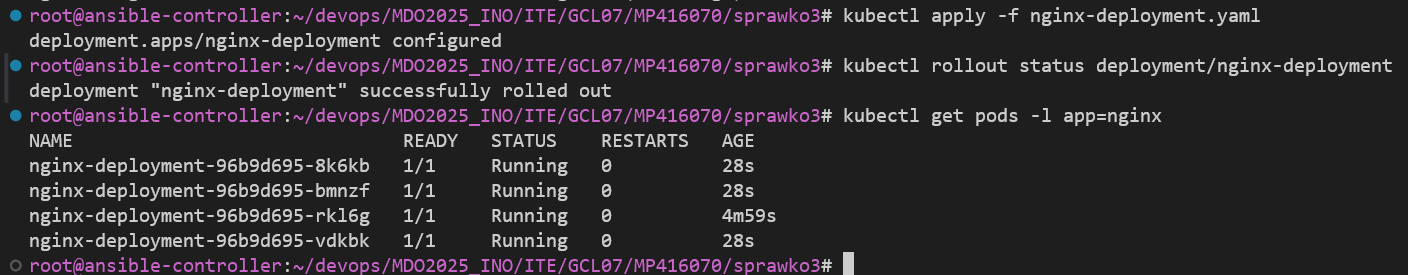 root@ansible-controller:~/devops/MDO2025_INO/ITE/GCL07/MP416070/sprawko3# kubectl apply -f nginx-deployment.yaml
deployment.apps/nginx-deployment configured
root@ansible-controller:~/devops/MDO2025_INO/ITE/GCL07/MP416070/sprawko3# kubectl rollout status deployment/nginx-deployment
deployment "nginx-deployment" successfully rolled out
root@ansible-controller:~/devops/MDO2025_INO/ITE/GCL07/MP416070/sprawko3# kubectl get pods -l app=nginx
NAME READY STATUS RESTARTS AGE
nginx-deployment-96b9d695-8k6kb 1/1 Running 0 28s
nginx-deployment-96b9d695-bmnzf 1/1 Running 0 28s
nginx-deployment-96b9d695-rkl6g 1/1 Running 0 4m59s
nginx-deployment-96b9d695-vdkbk 1/1 Running 0 28s
root@ansible-controller:~/devops/MDO2025_INO/ITE/GCL07/MP416070/sprawko3#